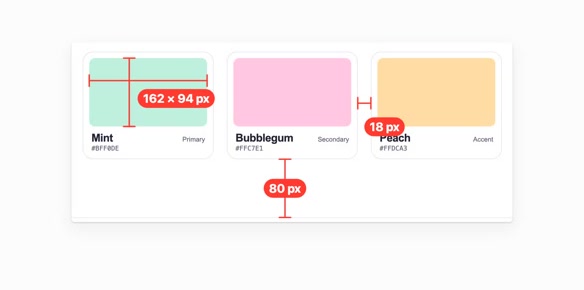 162 × 94 px
18 px
Mint
Primary
#BFF0DE
Bubblegum
Secondary
#FFC7E1
Peach
Accent
#FFDCA3
80 px